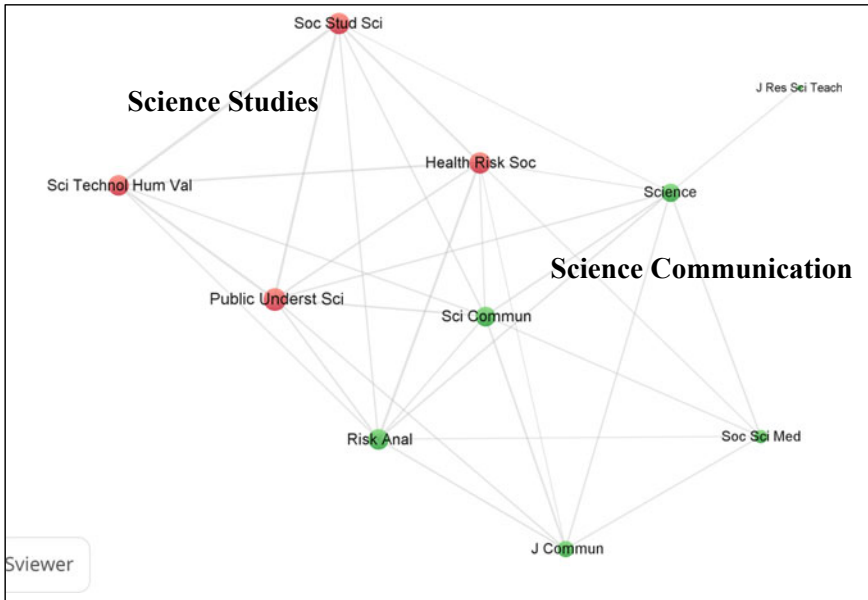 Soc Stud Sci
J Res Sci Teach
Science Studies
Health Risk Soc
Sci Technol Hum Val
Science
Science Communication
Public Underst Sci
Sci Commun
Risk Anal
Soc Sci Med
J Commun
Sviewer